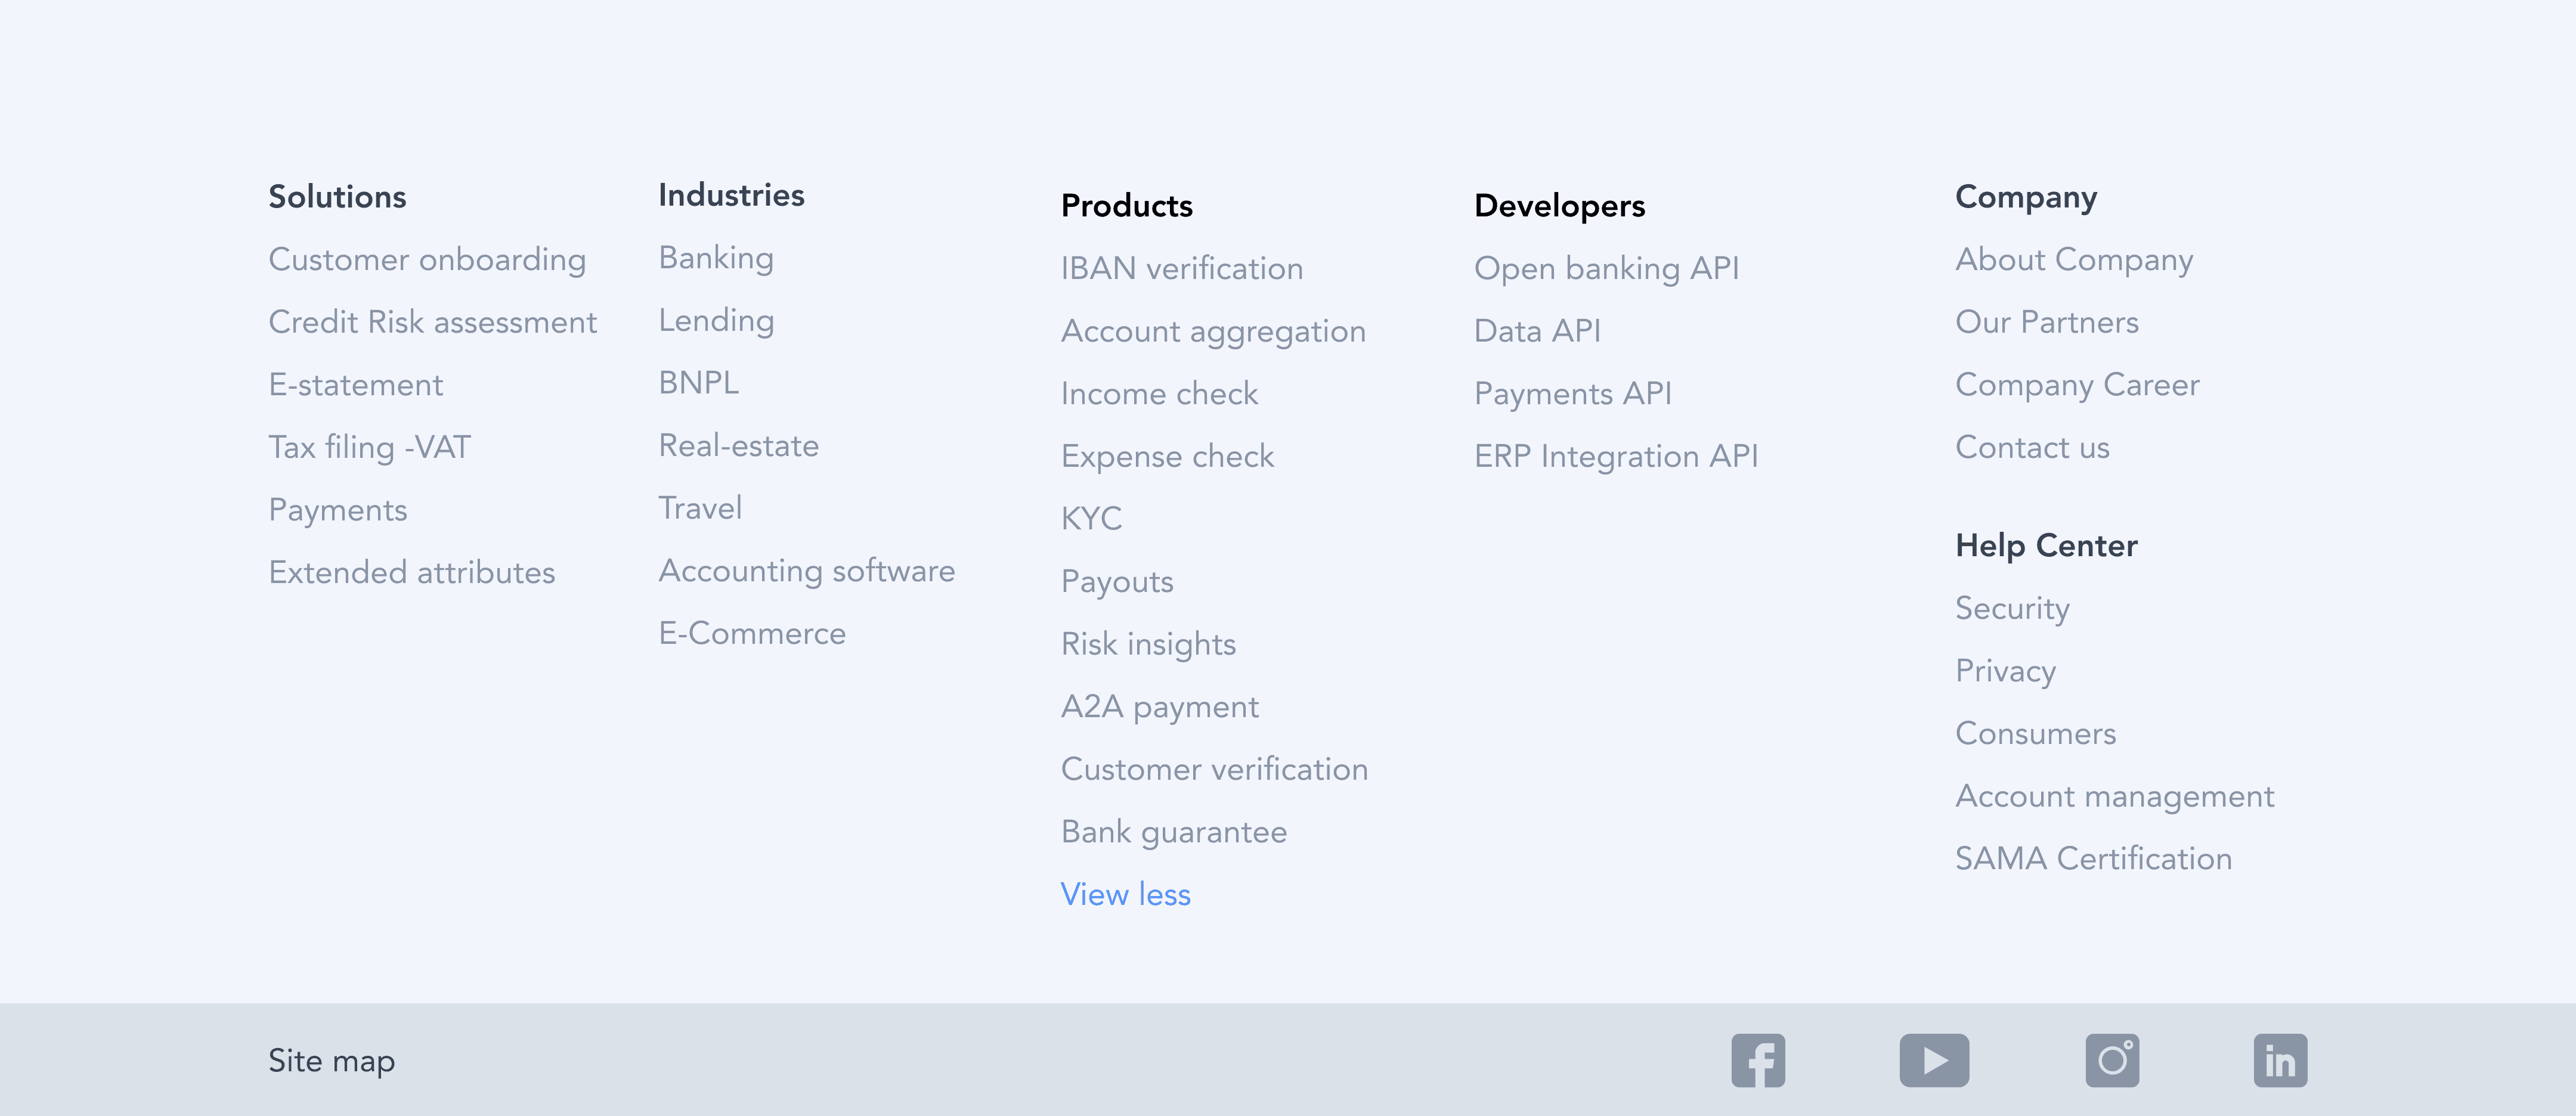 Solutions
Customer onboarding
Credit Risk assessment
E-statement
Tax filing -VAT
Payments
Extended attributes
Industries
Banking
Lending
BNPL
Real-estate
Travel
Accounting software
E-Commerce
Products
IBAN verification
Account aggregation
Income check
Expense check
KYC
Payouts
Risk insights
A2A payment
Customer verification
Bank guarantee
View less
Developers
Open banking API
Data API
Payments API
ERP Integration API
Company
About Company
Our Partners
Company Career
Contact us
Help Center
Security
Privacy
Consumers
Account management
SAMA Certification
Site map